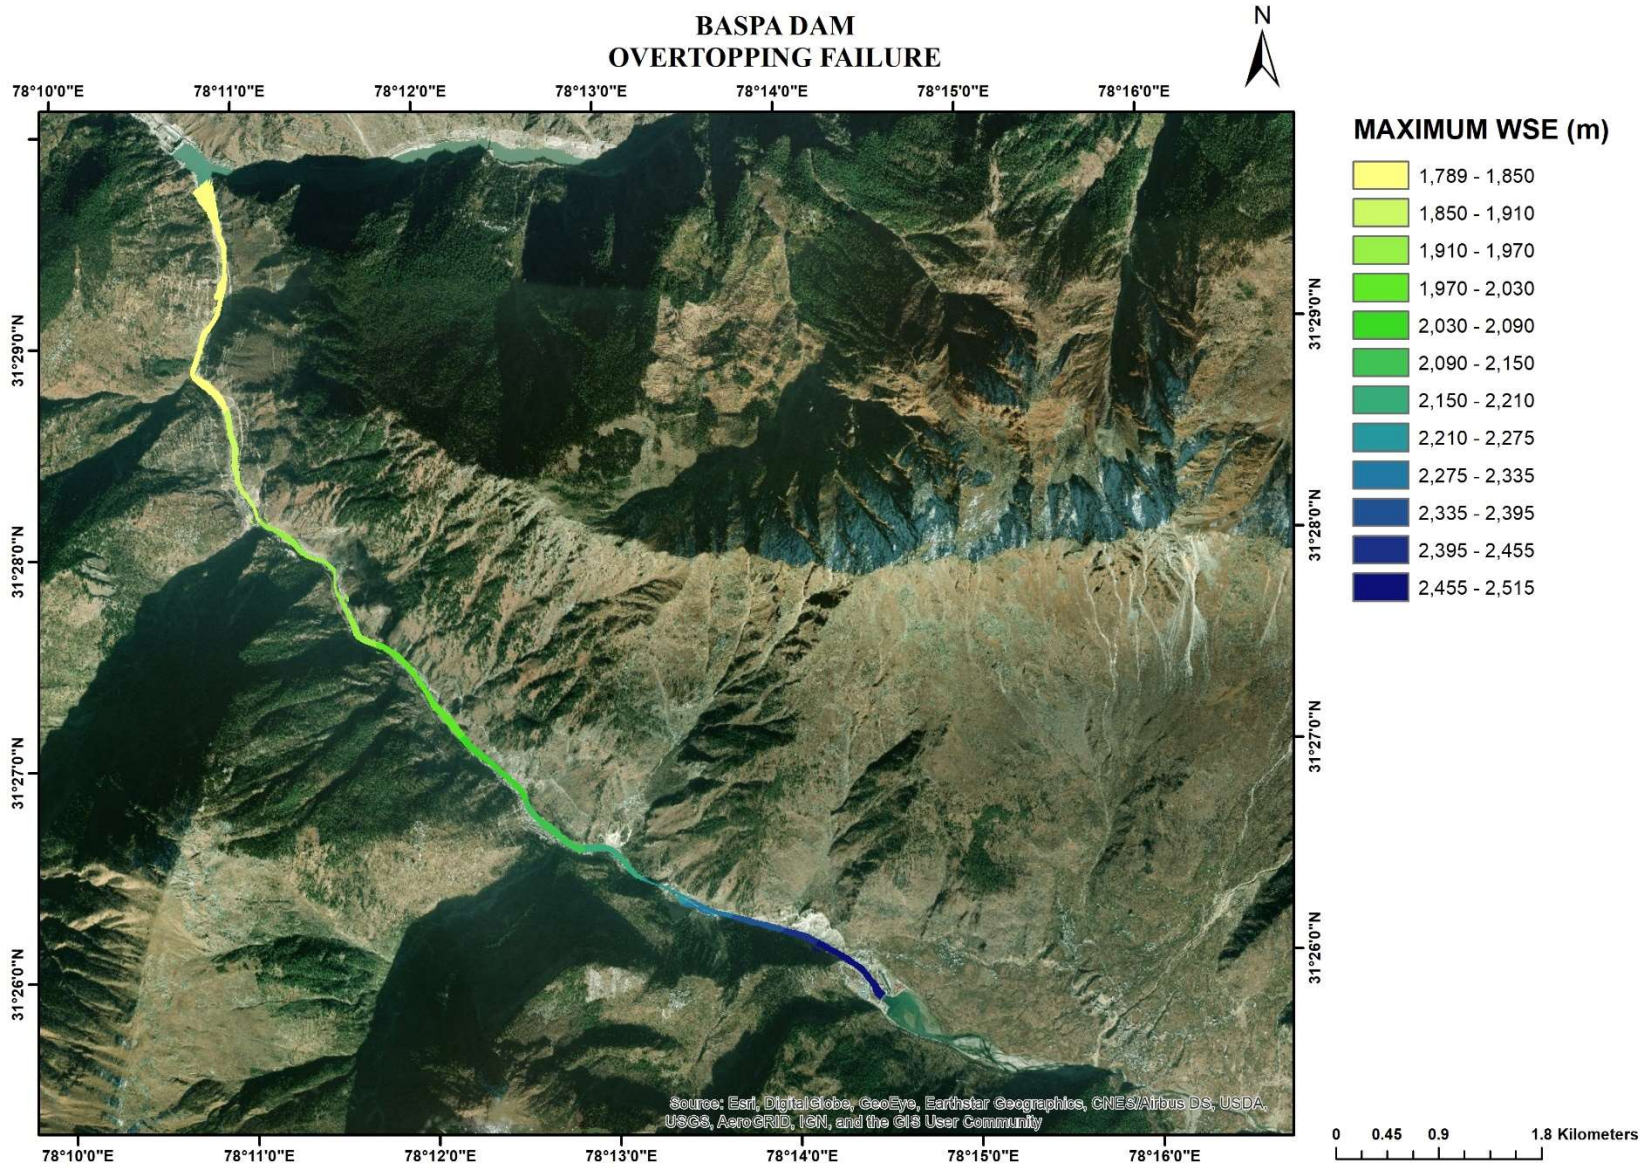 BASPA DAM
OVERTOPPING FAILURE
N
78°10'0"E 78°11'0"E 78°12'0"E 78°13'0"E 78°14'0"E 78°15'0"E 78°16'0"E
MAXIMUM WSE (m)
1,789 - 1,850
1,850 - 1,910
1,910 - 1,970
1,970 - 2,030
2,030 - 2,090
2,090 - 2,150
2,150 - 2,210
2,210 - 2,275
2,275 - 2,335
2,335 - 2,395
2,395 - 2,455
2,455 - 2,515
31°29'0"N
31°28'0"N
31°27'0"N
31°26'0"N
31°29'0"N
31°28'0"N
31°27'0"N
31°26'0"N
Source: Esri, DigitalGlobe, GeoEye, Earthstar Geographics, CNES/Airbus DS, USDA,
USGS, AeroGRID, IGN, and the GIS User Community
78°10'0"E 78°11'0"E 78°12'0"E 78°13'0"E 78°14'0"E 78°15'0"E 78°16'0"E
0 0.45 0.9 1.8 Kilometers